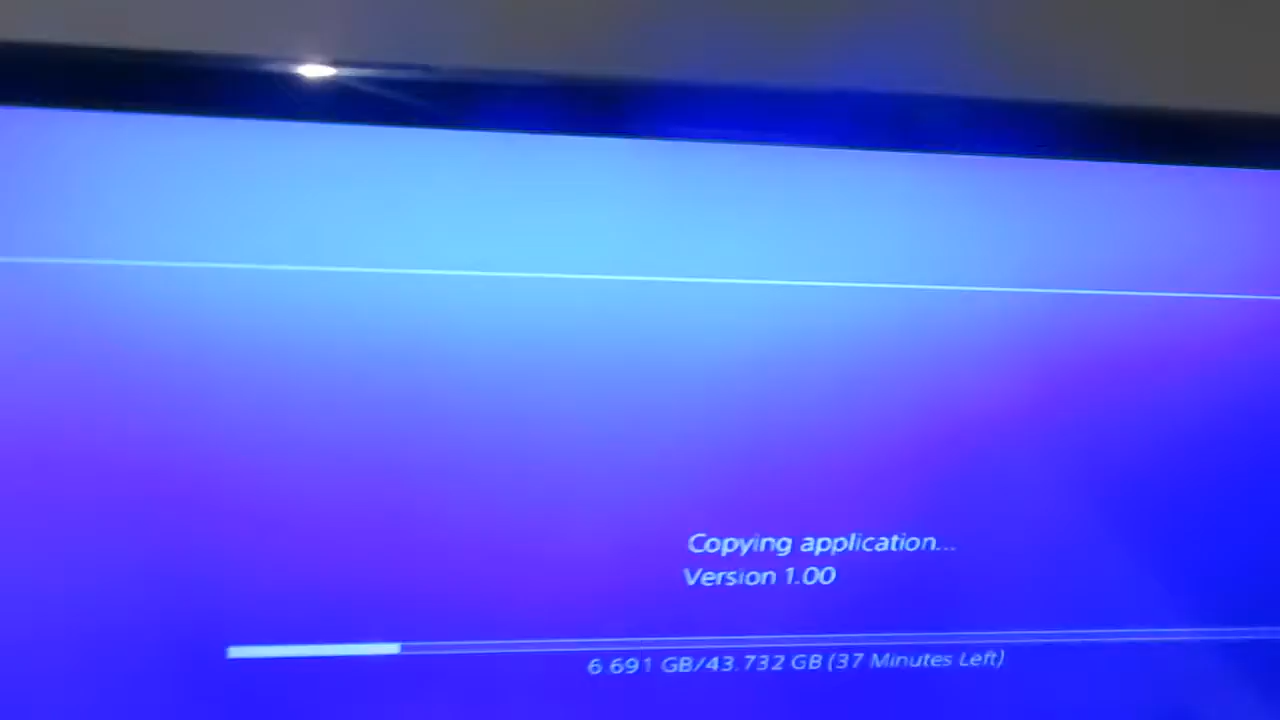 Copying application...
Version 1.00
6.691 GB/43.732 GB (37 Minutes Left)